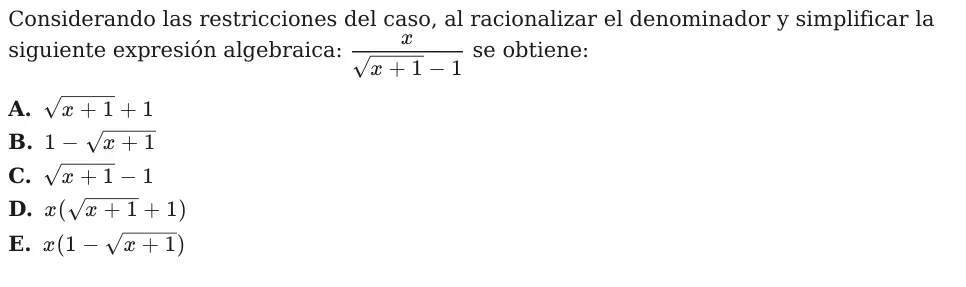 Considerando las restricciones del caso, al racionalizar el denominador y simplificar la
siguiente expresión algebraica: x/(√(x + 1) − 1) se obtiene:
A. √(x + 1) + 1
B. 1 − √(x + 1)
C. √(x + 1) − 1
D. x(√(x + 1) + 1)
E. x(1 − √(x + 1))